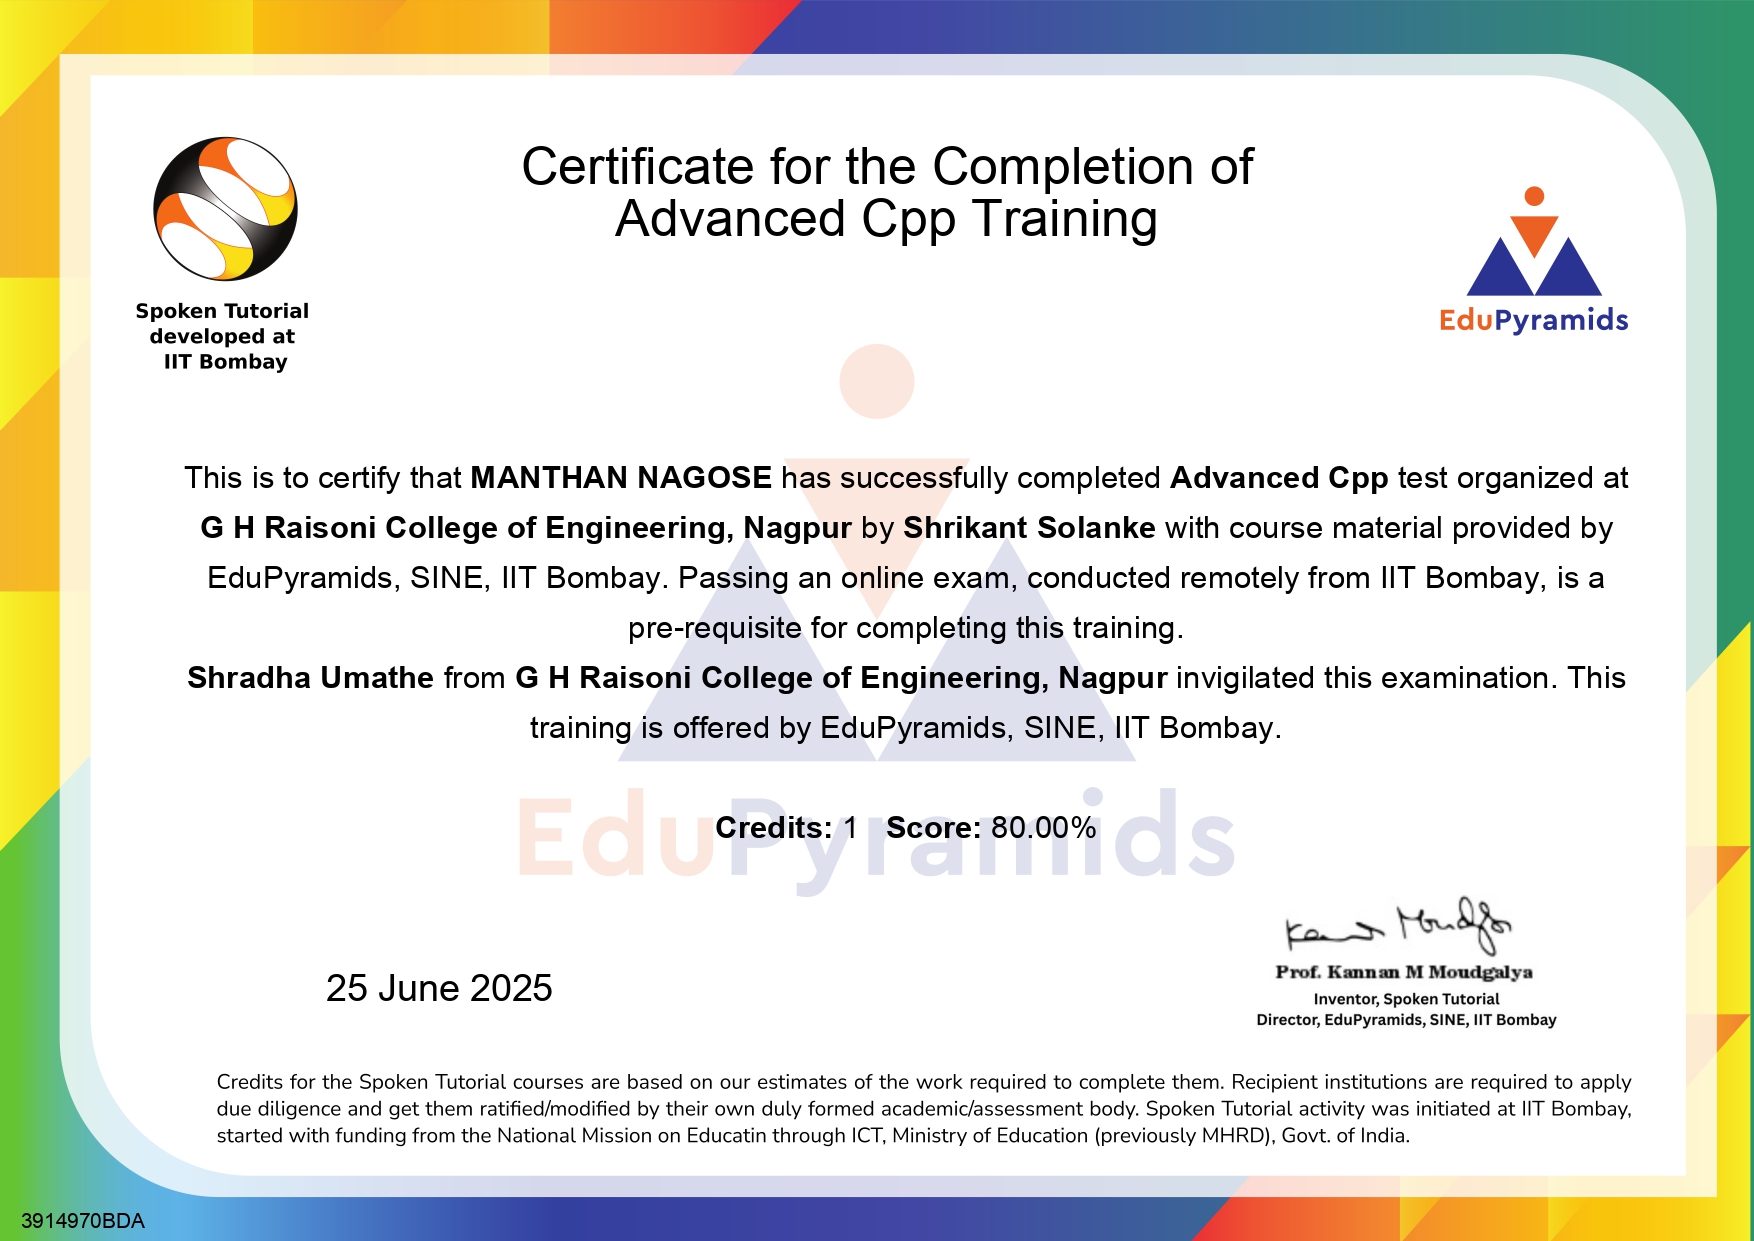 Certificate for the Completion of
Advanced Cpp Training
Spoken Tutorial
developed at
IIT Bombay
EduPyramids
This is to certify that MANTHAN NAGOSE has successfully completed Advanced Cpp test organized at
G H Raisoni College of Engineering, Nagpur by Shrikant Solanke with course material provided by
EduPyramids, SINE, IIT Bombay. Passing an online exam, conducted remotely from IIT Bombay, is a
pre-requisite for completing this training.
Shradha Umathe from G H Raisoni College of Engineering, Nagpur invigilated this examination. This
training is offered by EduPyramids, SINE, IIT Bombay.
EduPyramids
Credits: 1 Score: 80.00%
25 June 2025
Kannan Moudgalya
Prof. Kannan M Moudgalya
Inventor, Spoken Tutorial
Director, EduPyramids, SINE, IIT Bombay
Credits for the Spoken Tutorial courses are based on our estimates of the work required to complete them. Recipient institutions are required to apply
due diligence and get them ratified/modified by their own duly formed academic/assessment body. Spoken Tutorial activity was initiated at IIT Bombay,
started with funding from the National Mission on Educatin through ICT, Ministry of Education (previously MHRD), Govt. of India.
3914970BDA